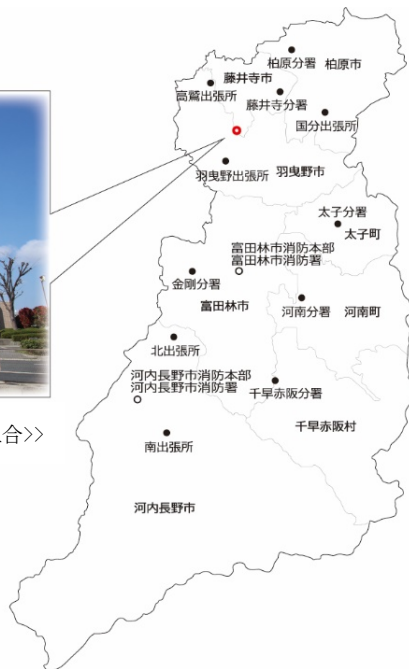 柏原分署
柏原市
藤井寺市
高鷲出張所
藤井寺分署
国分出張所
羽曳野出張所
羽曳野市
太子分署
太子町
富田林市消防本部
富田林市消防署
金剛分署
富田林市
河南分署
河南町
北出張所
河内長野市消防本部
河内長野市消防署
千早赤阪分署
千早赤阪村
合>>
南出張所
河内長野市